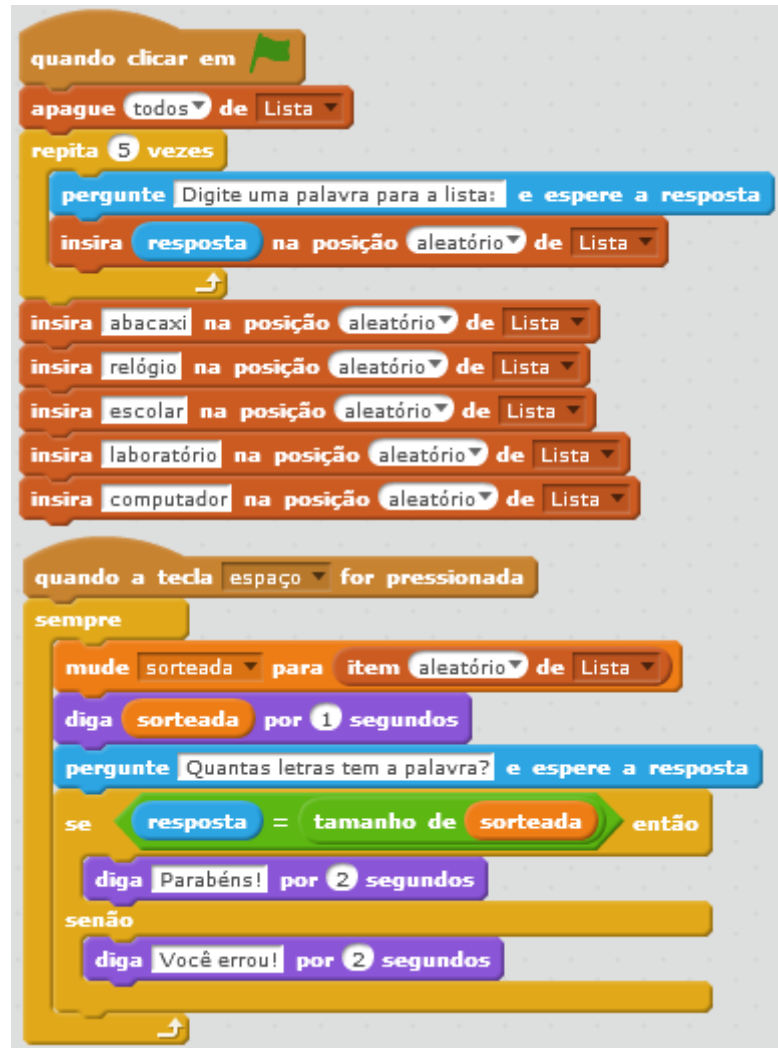 quando clicar em
apague todos de Lista
repita 5 vezes
pergunte Digite uma palavra para a lista: e espere a resposta
insira resposta na posição aleatório de Lista
insira abacaxi na posição aleatório de Lista
insira relógio na posição aleatório de Lista
insira escolar na posição aleatório de Lista
insira laboratório na posição aleatório de Lista
insira computador na posição aleatório de Lista
quando a tecla espaço for pressionada
sempre
mude sorteada para item aleatório de Lista
diga sorteada por 1 segundos
pergunte Quantas letras tem a palavra? e espere a resposta
se resposta = tamanho de sorteada então
diga Parabéns! por 2 segundos
senão
diga Você errou! por 2 segundos